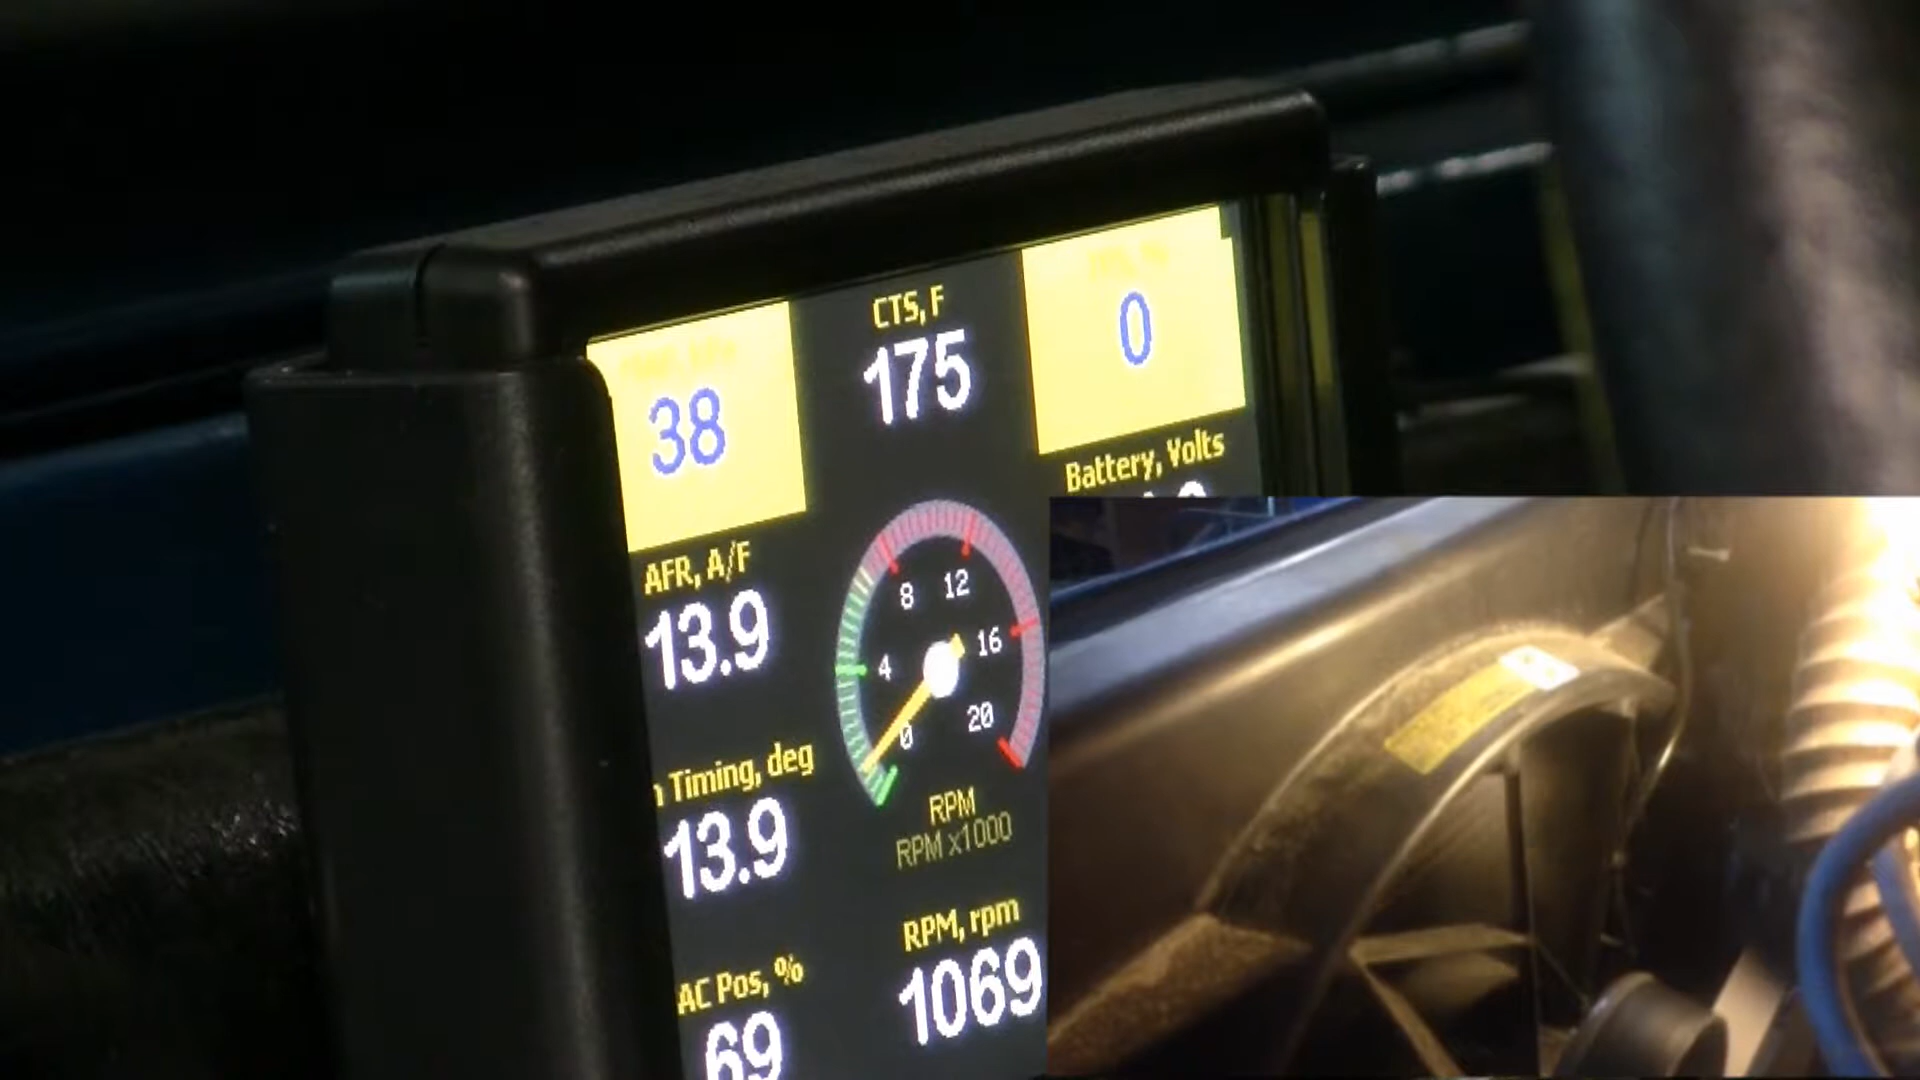 38
CTS, F
175
0
Battery, Volts
AFR, A/F
13.9
0
4
8
12
16
20
RPM
RPM x1000
Timing, deg
13.9
RPM, rpm
1069
AC Pos, %
69